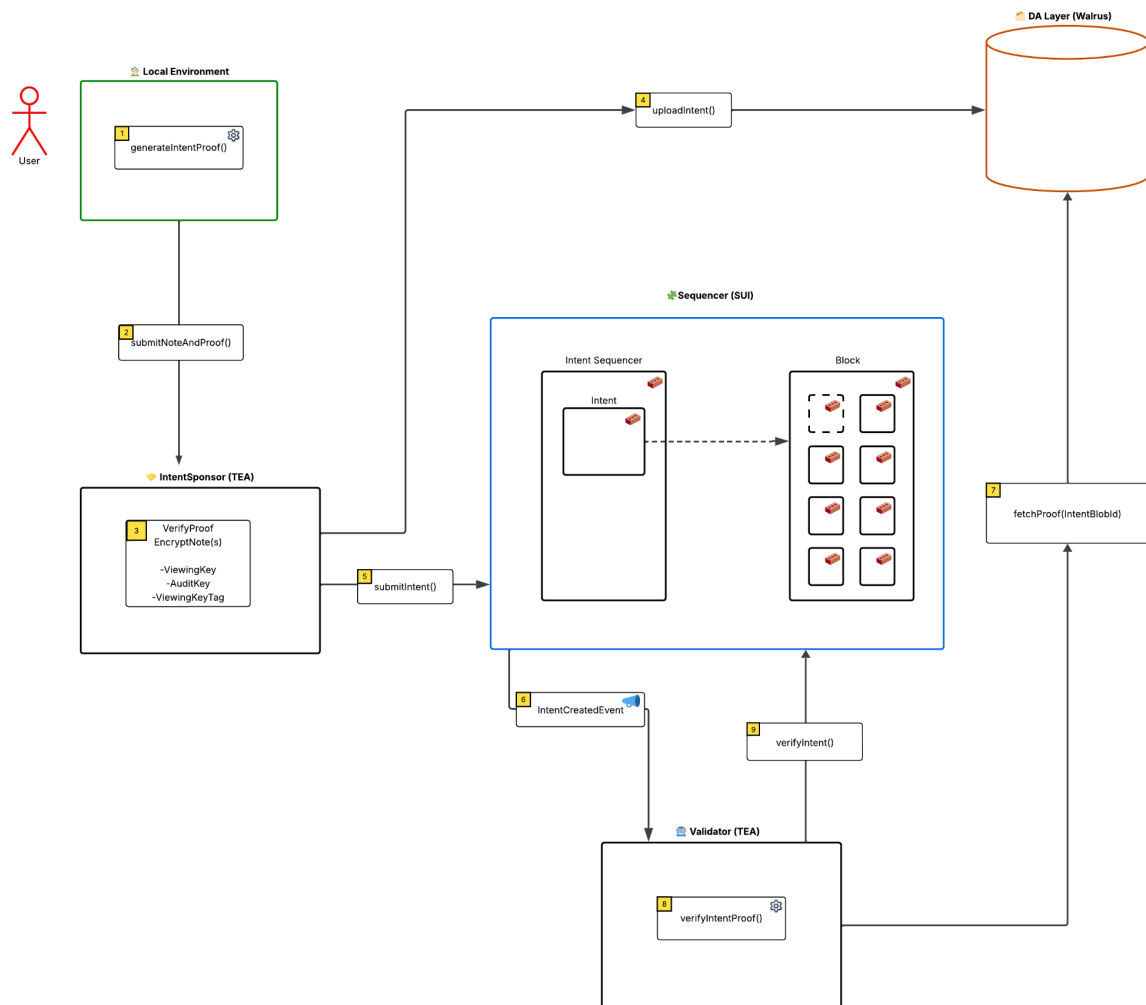 DA Layer (Walrus)
Local Environment
User
1
generateIntentProof()
4
uploadIntent()
Sequencer (SUI)
2
submitNoteAndProof()
Intent Sequencer
Block
Intent
IntentSponsor (TEA)
3
VerifyProof
EncryptNote(s)
-ViewingKey
-AuditKey
-ViewingKeyTag
5
submitIntent()
7
fetchProof(IntentBlobId)
6
IntentCreatedEvent
9
verifyIntent()
Validator (TEA)
8
verifyIntentProof()